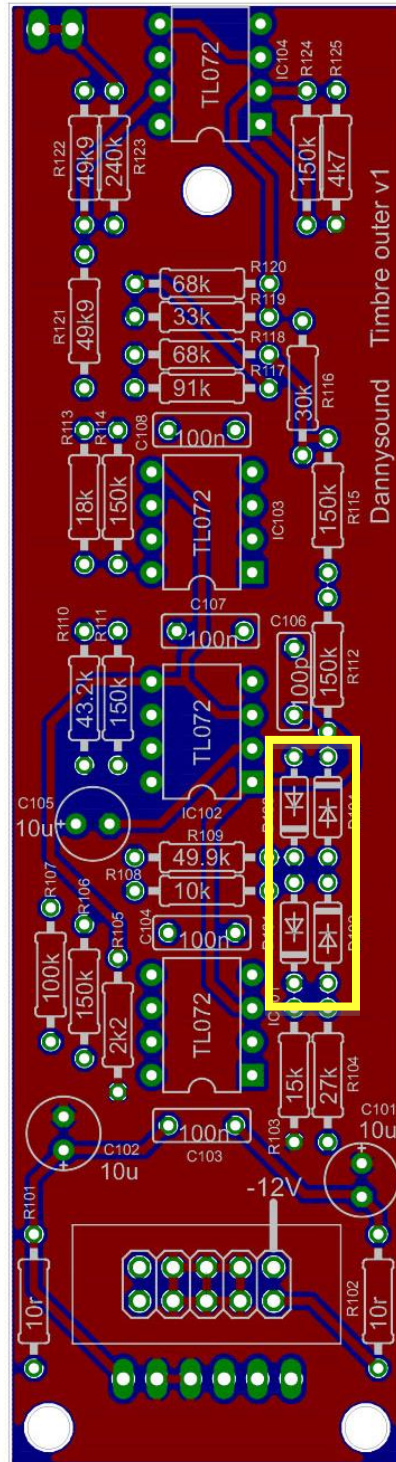 IC104
R124
R125
TL072
R122
49k9
240k
R123
150k
4k7
Timbre outer v1
Dannysound
R121
49k9
R120
68k
R119
33k
R118
68k
R117
91k
R116
30k
R113
R114
C108
100n
18k
150k
TL072
IC103
150k
R115
R110
R111
C107
100n
C106
100p
R112
150k
43.2k
150k
TL072
IC102
C105
10u
+
R109
49.9k
R108
10k
R107
R106
R105
C104
100n
100k
150k
2k2
TL072
15k
27k
R104
R103
C101
10u
+
C102
10u
+
100n
C103
R101
10r
-12V
R102
10r